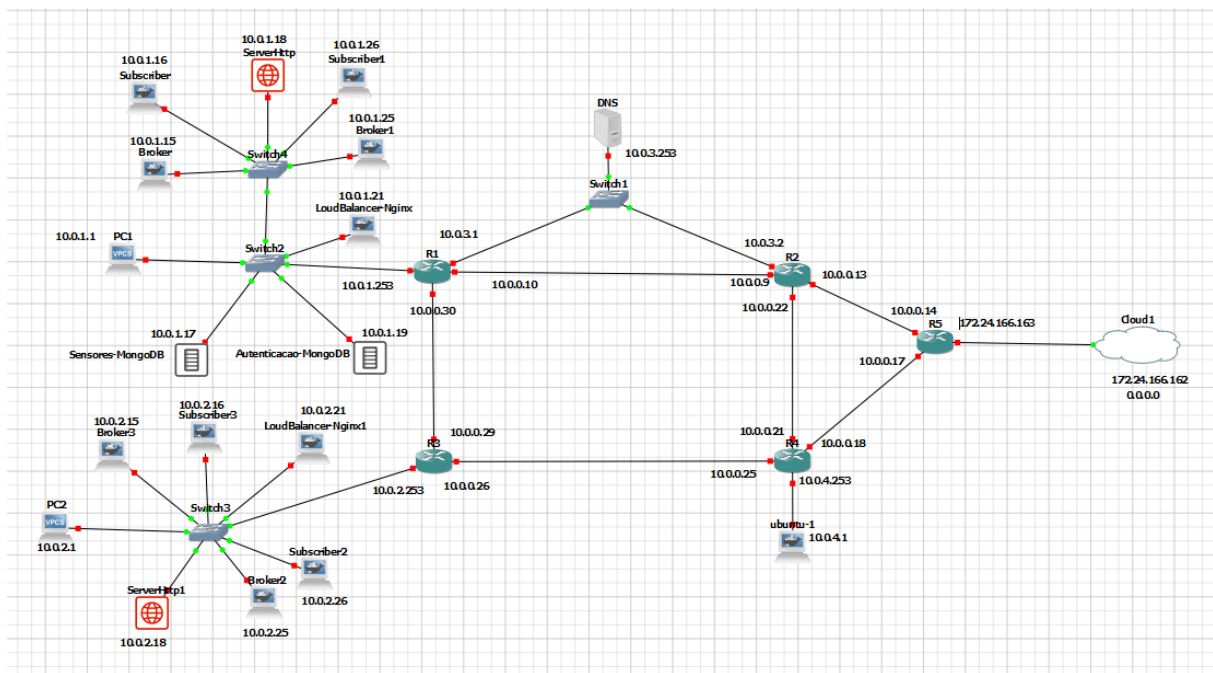 10.0.1.18
ServerHttp
10.0.1.26
Subscriber1
10.0.1.16
Subscriber
10.0.1.25
Broker1
10.0.1.15
Broker
Switch4
DNS
10.0.3.253
Switch1
10.0.1.21
LoudBalancer-Nginx
10.0.1.1
PC1
VPCS
Switch2
10.0.1.253
R1
10.0.3.1
10.0.0.10
10.0.0.30
10.0.3.2
R2
10.0.0.9
10.0.0.13
10.0.0.22
10.0.0.14
R5
172.24.166.163
10.0.0.17
Cloud1
172.24.166.162
0.0.0.0
10.0.1.17
Sensores-MongoDB
10.0.1.19
Autenticacao-MongoDB
10.0.2.15
Broker3
10.0.2.16
Subscriber3
10.0.2.21
LoudBalancer-Nginx1
10.0.0.29
R3
10.0.2.253
10.0.0.26
10.0.0.21
R4
10.0.0.18
10.0.0.25
10.0.4.253
ubuntu-1
10.0.4.1
PC2
VPCS
10.0.2.1
Switch3
Subscriber2
10.0.2.26
Broker2
10.0.2.25
ServerHttp1
10.0.2.18